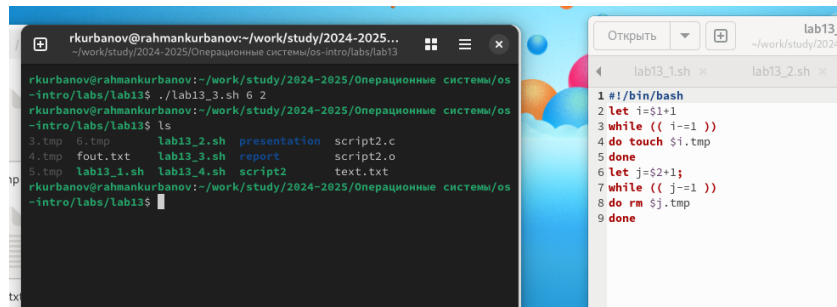 rkurbanov@rahmankurbanov:~/work/study/2024-2025...
~/work/study/2024-2025/Операционные системы/os-intro/labs/lab13
rkurbanov@rahmankurbanov:~/work/study/2024-2025/Операционные системы/os
-intro/labs/lab13$ ./lab13_3.sh 6 2
rkurbanov@rahmankurbanov:~/work/study/2024-2025/Операционные системы/os
-intro/labs/lab13$ ls
3.tmp 6.tmp lab13_2.sh presentation script2.c
4.tmp fout.txt lab13_3.sh report script2.o
5.tmp lab13_1.sh lab13_4.sh script2 text.txt
rkurbanov@rahmankurbanov:~/work/study/2024-2025/Операционные системы/os
-intro/labs/lab13$
Открыть
lab13_
~/work/study/2024
lab13_1.sh × lab13_2.sh ×
1 #!/bin/bash
2 let i=$1+1
3 while (( i-=1 ))
4 do touch $i.tmp
5 done
6 let j=$2+1;
7 while (( j-=1 ))
8 do rm $j.tmp
9 done